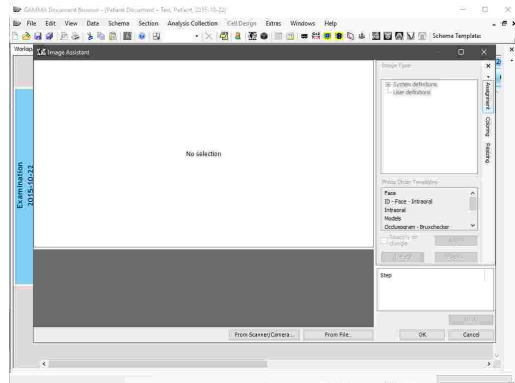 GAMMA Document Browser - [Patient Document - Test, Patient, 2015-10-22]
File Edit View Date Schema Section Analysis Collection Cell Design Extras Windows Help
Schema Template:
Image Assistant
Image Type
System definitions
User definitions
Assignment
Coloring
Reading
No selection
Examination
2015-10-22
Photo Order Templates
Face
ID - Face - Intraoral
Intraoral
Models
Occlusogram - Bruxchecker
Step
From Scanner/Camera...
From File...
OK
Cancel